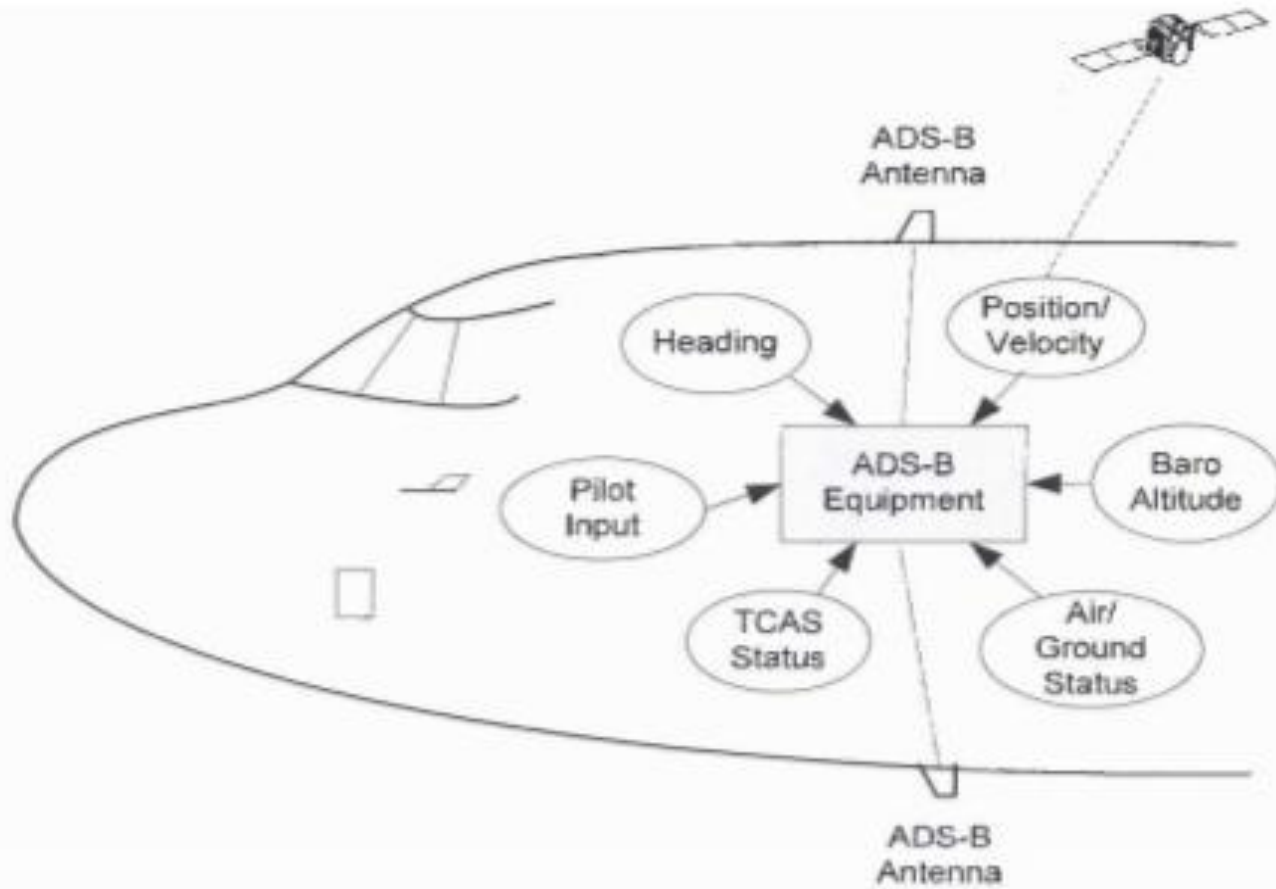 ADS-B
Antenna
Heading
Position/
Velocity
Pilot
Input
ADS-B
Equipment
Baro
Altitude
TCAS
Status
Air/
Ground
Status
ADS-B
Antenna